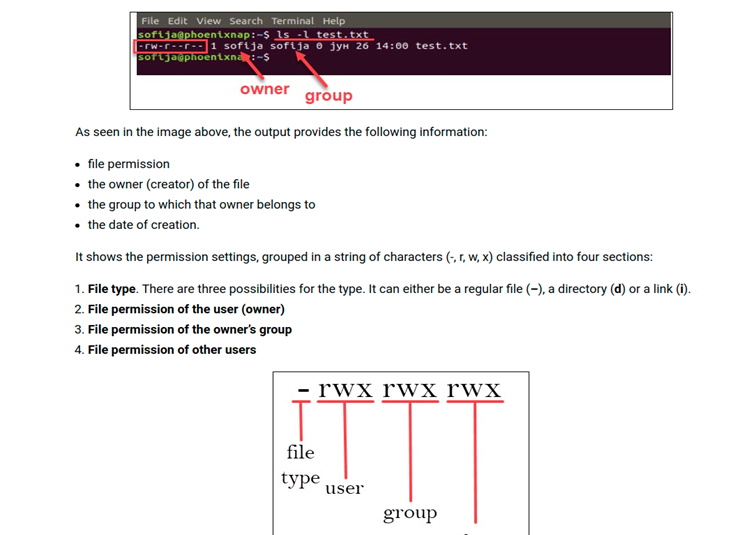 File Edit View Search Terminal Help
sofija@phoenixnap:~$ ls -l test.txt
-rw-r--r-- 1 sofija sofija 0 јун 26 14:00 test.txt
sofija@phoenixnap:~$
owner
group
As seen in the image above, the output provides the following information:
• file permission
• the owner (creator) of the file
• the group to which that owner belongs to
• the date of creation.
It shows the permission settings, grouped in a string of characters (-, r, w, x) classified into four sections:
1. File type. There are three possibilities for the type. It can either be a regular file (–), a directory (d) or a link (i).
2. File permission of the user (owner)
3. File permission of the owner’s group
4. File permission of other users
- rwx rwx rwx
file
type
user
group